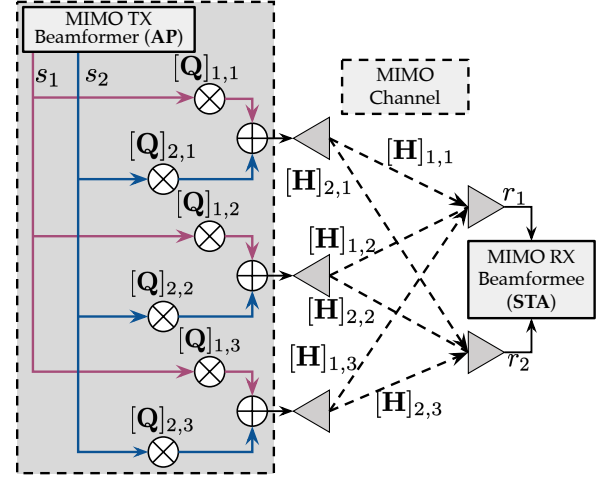 MIMO TX
Beamformer (AP)
s₁ s₂
[Q]₁,₁
[Q]₂,₁
[Q]₁,₂
[Q]₂,₂
[Q]₁,₃
[Q]₂,₃
MIMO
Channel
[H]₁,₁
[H]₂,₁
[H]₁,₂
[H]₂,₂
[H]₁,₃
[H]₂,₃
r₁
MIMO RX
Beamformee
(STA)
r₂